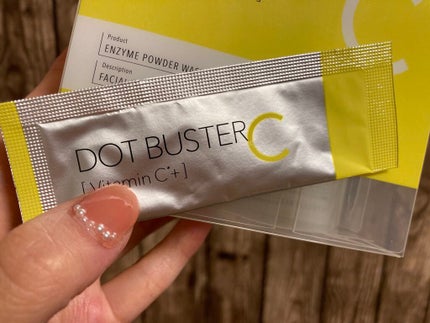 Product
ENZYME POWDER WAS
Description
FACIAL
C
DOT BUSTER C
[Vitamin C*+]